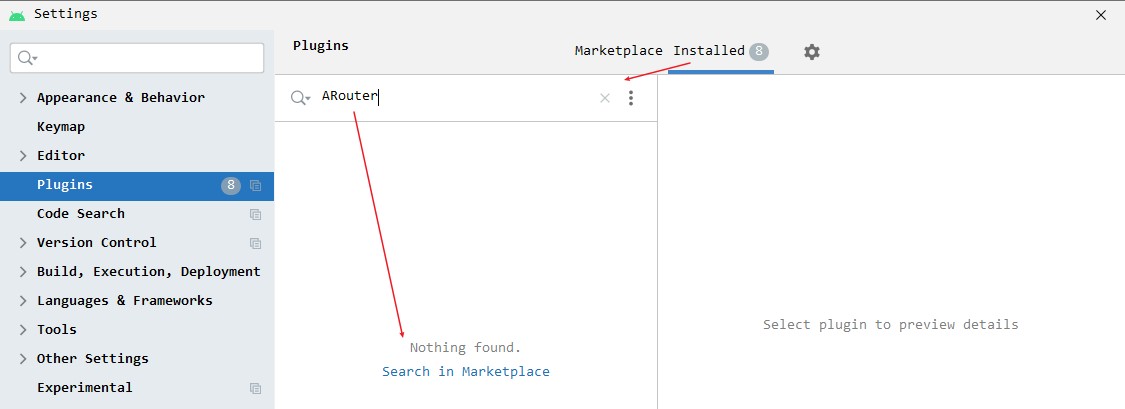 Settings
Plugins
Marketplace Installed 8
ARouter
Appearance & Behavior
Keymap
Editor
Plugins 8
Code Search
Version Control
Build, Execution, Deployment
Languages & Frameworks
Tools
Other Settings
Experimental
Nothing found.
Search in Marketplace
Select plugin to preview details